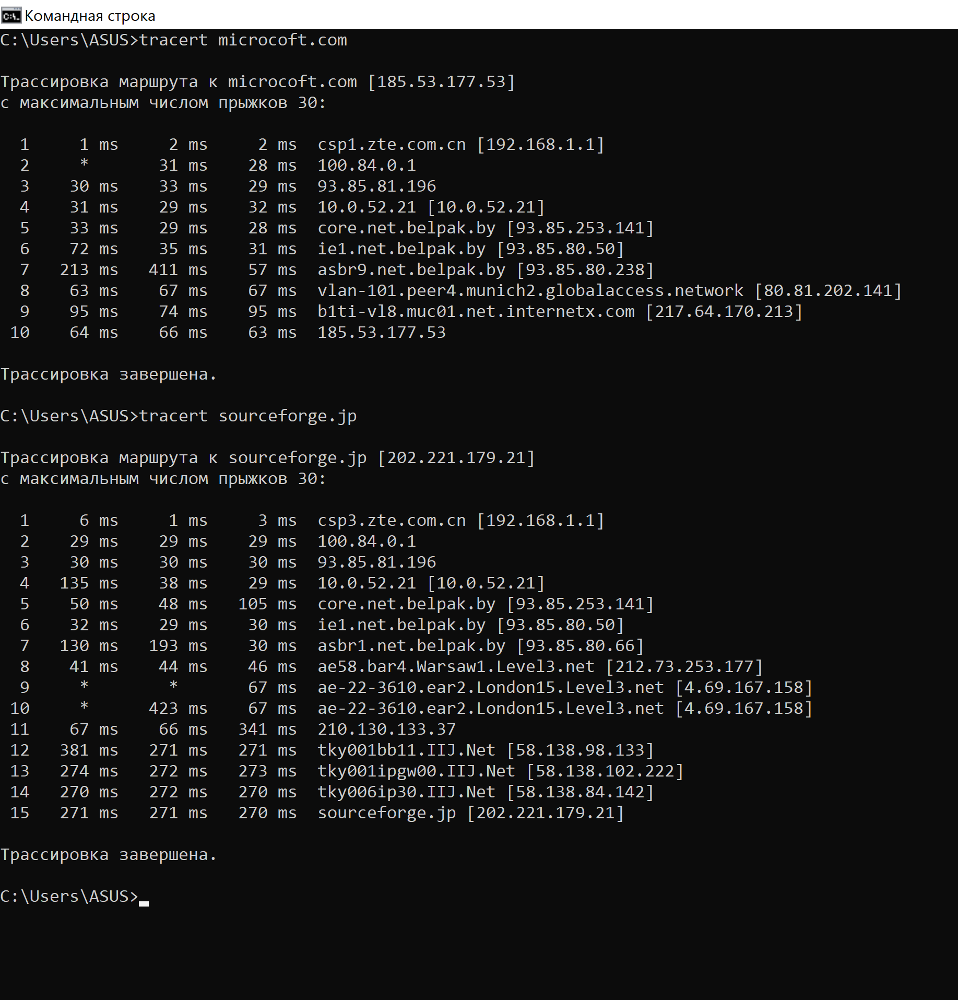 Командная строка
C:\Users\ASUS>tracert microcoft.com
Трассировка маршрута к microcoft.com [185.53.177.53]
с максимальным числом прыжков 30:
1 1 ms 2 ms 2 ms csp1.zte.com.cn [192.168.1.1]
2 * 31 ms 28 ms 100.84.0.1
3 30 ms 33 ms 29 ms 93.85.81.196
4 31 ms 29 ms 32 ms 10.0.52.21 [10.0.52.21]
5 33 ms 29 ms 28 ms core.net.belpak.by [93.85.253.141]
6 72 ms 35 ms 31 ms ie1.net.belpak.by [93.85.80.50]
7 213 ms 411 ms 57 ms asbr9.net.belpak.by [93.85.80.238]
8 63 ms 67 ms 67 ms vlan-101.peer4.munich2.globalaccess.network [80.81.202.141]
9 95 ms 74 ms 95 ms b1ti-vl8.muc01.net.internetx.com [217.64.170.213]
10 64 ms 66 ms 63 ms 185.53.177.53
Трассировка завершена.
C:\Users\ASUS>tracert sourceforge.jp
Трассировка маршрута к sourceforge.jp [202.221.179.21]
с максимальным числом прыжков 30:
1 6 ms 1 ms 3 ms csp3.zte.com.cn [192.168.1.1]
2 29 ms 29 ms 29 ms 100.84.0.1
3 30 ms 30 ms 30 ms 93.85.81.196
4 135 ms 38 ms 29 ms 10.0.52.21 [10.0.52.21]
5 50 ms 48 ms 105 ms core.net.belpak.by [93.85.253.141]
6 32 ms 29 ms 30 ms ie1.net.belpak.by [93.85.80.50]
7 130 ms 193 ms 30 ms asbr1.net.belpak.by [93.85.80.66]
8 41 ms 44 ms 46 ms ae58.bar4.Warsaw1.Level3.net [212.73.253.177]
9 * * 67 ms ae-22-3610.ear2.London15.Level3.net [4.69.167.158]
10 * 423 ms 67 ms ae-22-3610.ear2.London15.Level3.net [4.69.167.158]
11 67 ms 66 ms 341 ms 210.130.133.37
12 381 ms 271 ms 271 ms tky001bb11.IIJ.Net [58.138.98.133]
13 274 ms 272 ms 273 ms tky001ipgw00.IIJ.Net [58.138.102.222]
14 270 ms 272 ms 270 ms tky006ip30.IIJ.Net [58.138.84.142]
15 271 ms 271 ms 270 ms sourceforge.jp [202.221.179.21]
Трассировка завершена.
C:\Users\ASUS>